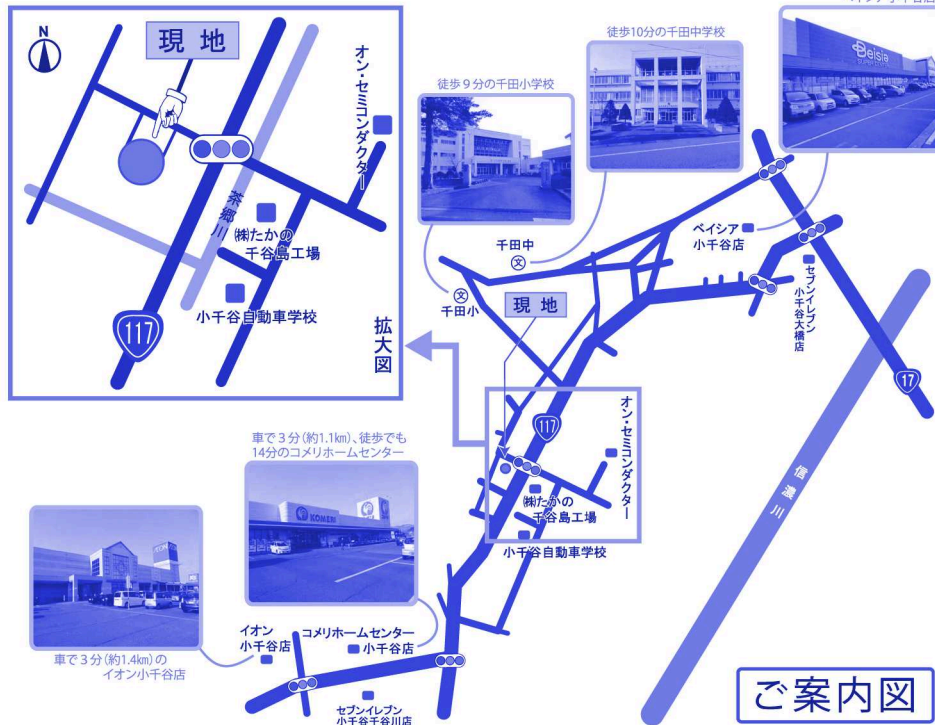 N
現地
オン・セミコンダクター
茶郷川
㈱たかの
千谷島工場
小千谷自動車学校
117
拡大図
徒歩9分の千田小学校
徒歩10分の千田中学校
Beisia
千田中
文
文
千田小
現地
ベイシア
小千谷店
セブンイレブン
小千谷大橋店
17
信濃川
117
オン・セミコンダクター
㈱たかの
千谷島工場
小千谷自動車学校
車で3分(約1.1km)、徒歩でも
14分のコメリホームセンター
KOMERI
車で3分(約1.4km)の
イオン小千谷店
イオン
小千谷店
コメリホームセンター
小千谷店
セブンイレブン
小千谷千谷川店
ご案内図